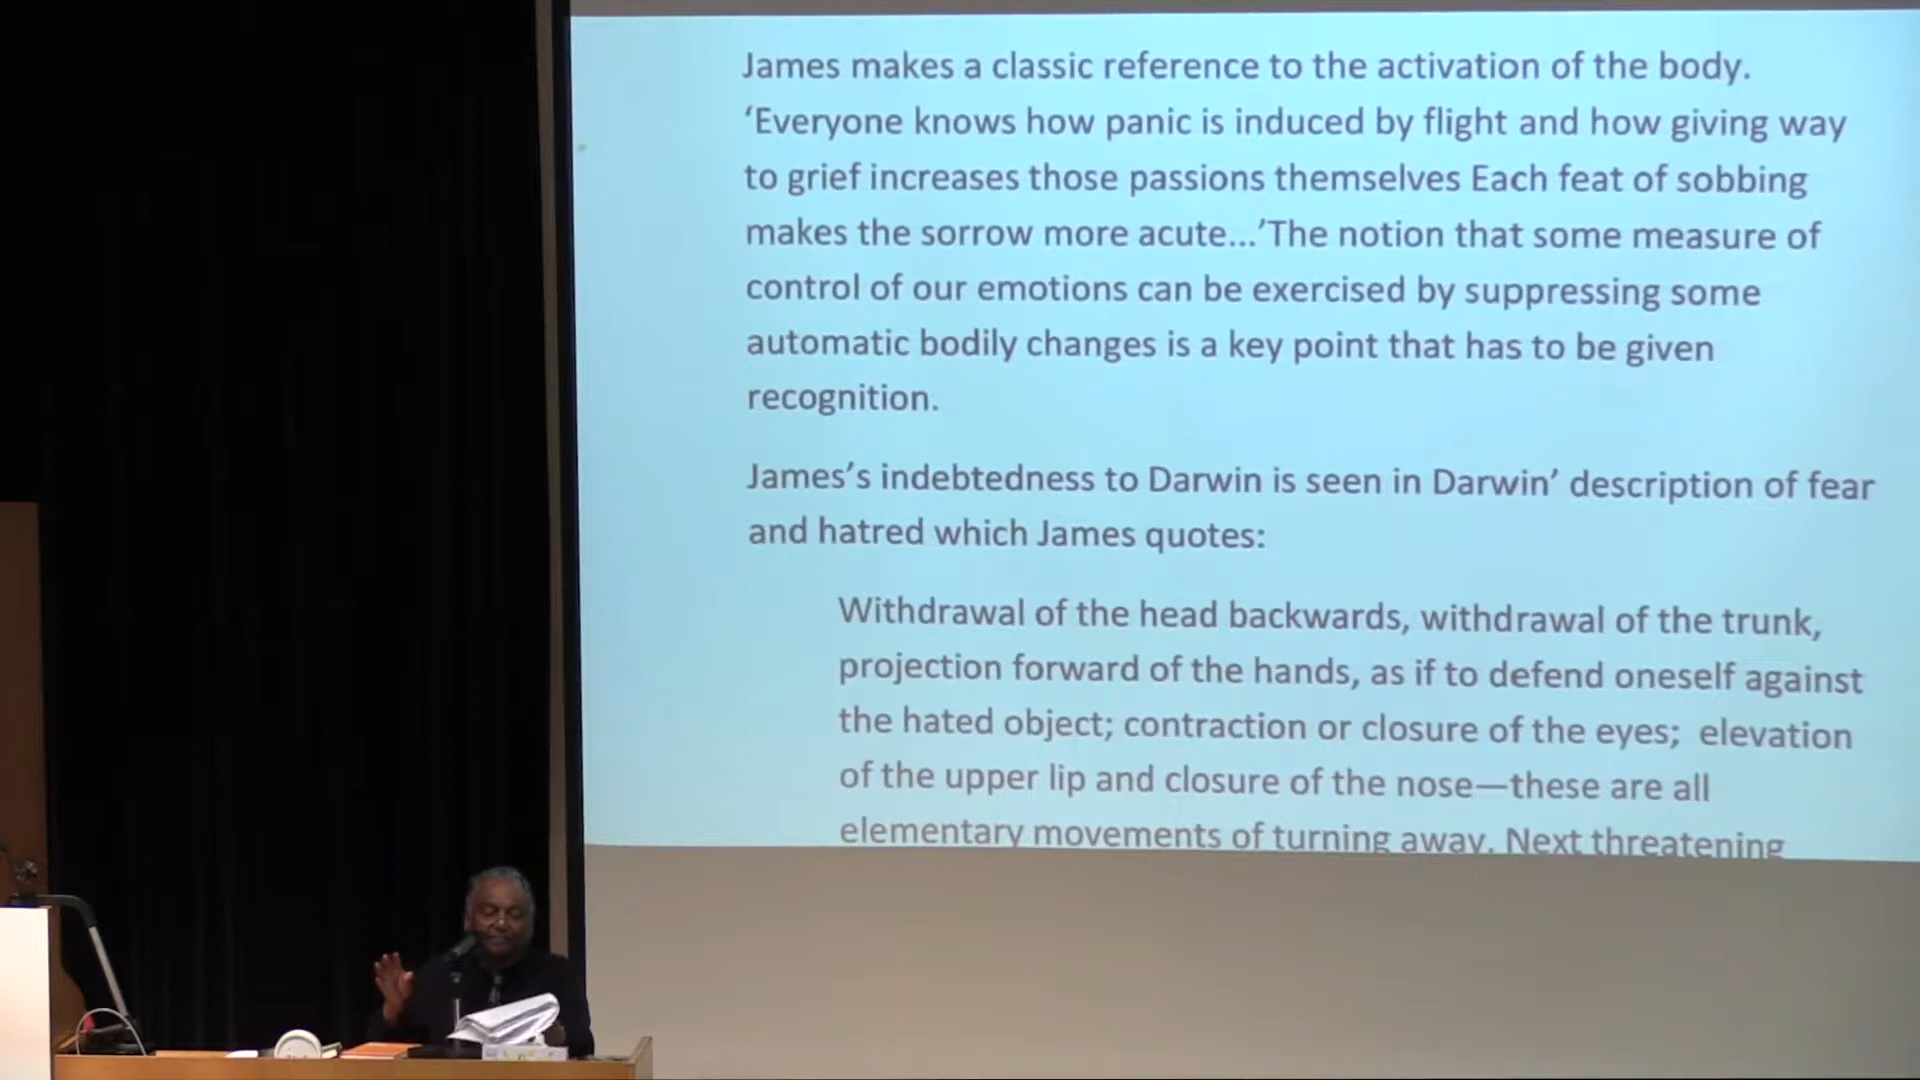 James makes a classic reference to the activation of the body.
‘Everyone knows how panic is induced by flight and how giving way
to grief increases those passions themselves Each feat of sobbing
makes the sorrow more acute...’The notion that some measure of
control of our emotions can be exercised by suppressing some
automatic bodily changes is a key point that has to be given
recognition.
James’s indebtedness to Darwin is seen in Darwin’ description of fear
and hatred which James quotes:
Withdrawal of the head backwards, withdrawal of the trunk,
projection forward of the hands, as if to defend oneself against
the hated object; contraction or closure of the eyes;  elevation
of the upper lip and closure of the nose—these are all
elementary movements of turning away. Next threatening